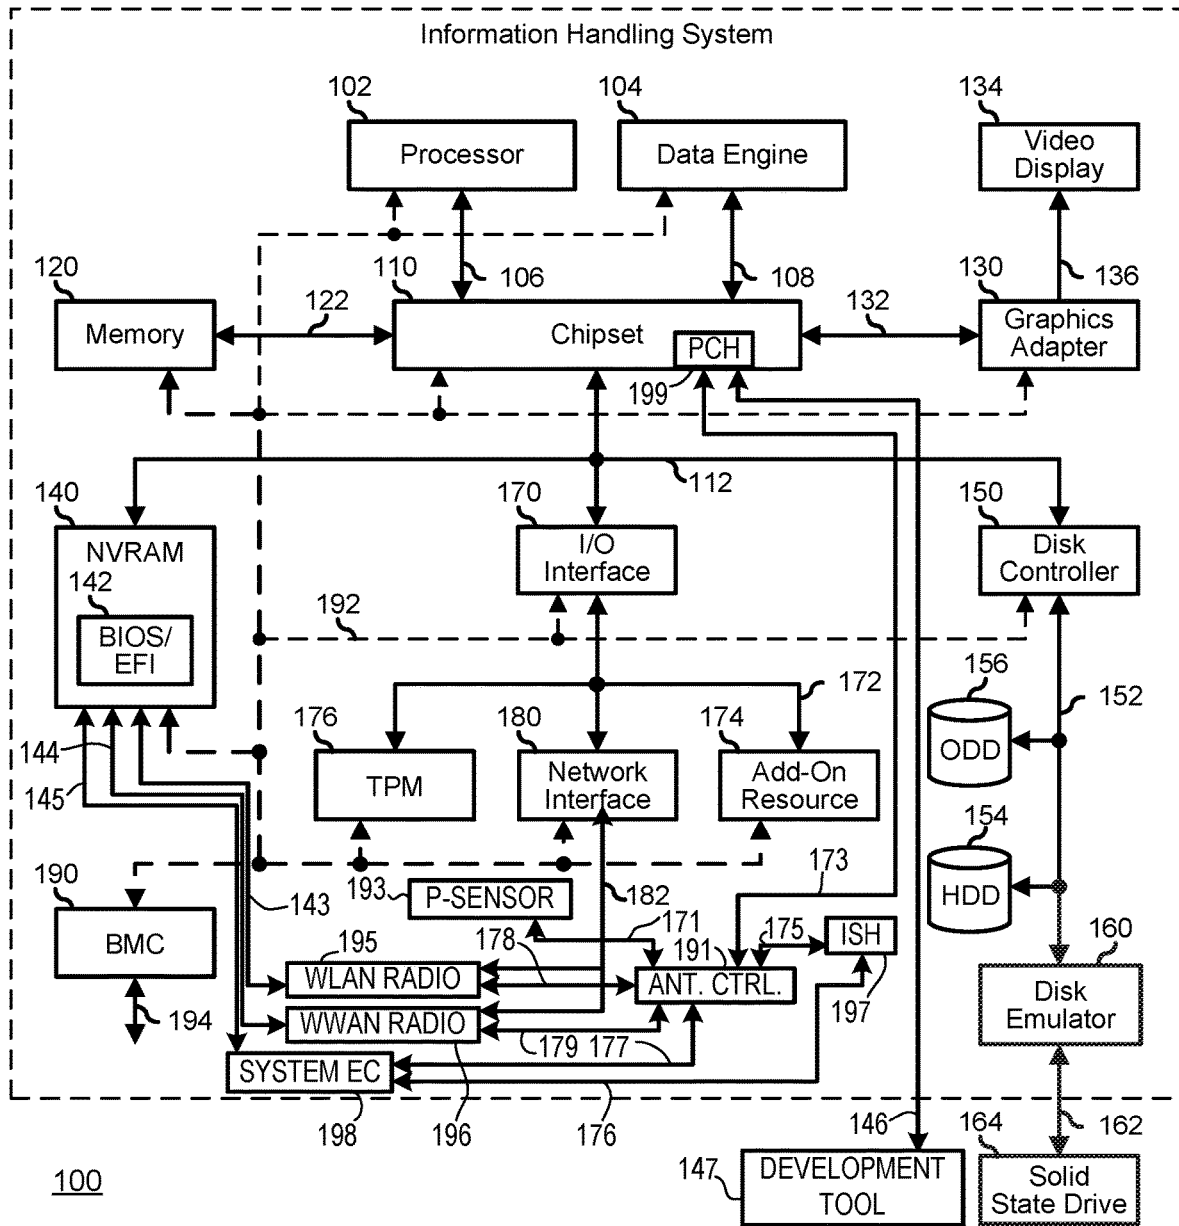 Information Handling System
102
104
134
Processor
Data Engine
Video
Display
120
110
106
108
130
136
122
132
Memory
Chipset
Graphics
Adapter
PCH
199
112
140
170
150
NVRAM
I/O
Interface
Disk
Controller
142
BIOS/
EFI
192
156
172
152
144
176
180
174
ODD
145
TPM
Network
Interface
Add-On
Resource
154
173
190
193
P-SENSOR
182
HDD
143
171
175
ISH
BMC
195
178
191
160
WLAN RADIO
ANT. CTRL.
197
194
WWAN RADIO
Disk
Emulator
179
177
SYSTEM EC
198
196
176
146
164
162
100
147
DEVELOPMENT
TOOL
Solid
State Drive